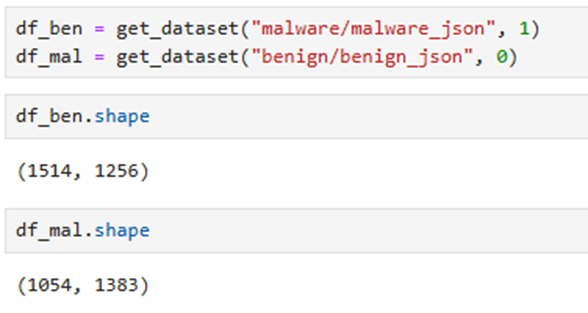 df_ben = get_dataset("malware/malware_json", 1)
df_mal = get_dataset("benign/benign_json", 0)
df_ben.shape
(1514, 1256)
df_mal.shape
(1054, 1383)